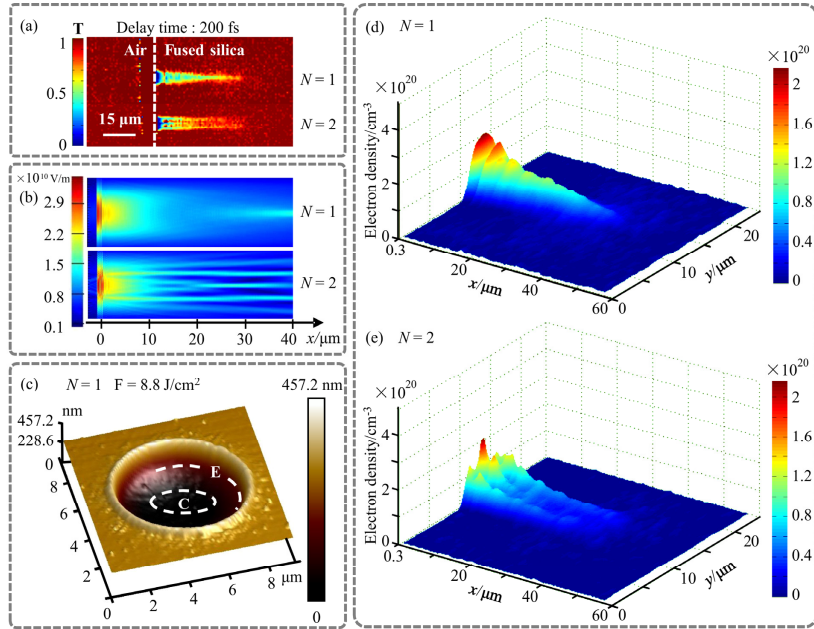 (a)
T
Delay time : 200 fs
1
0.5
0
Air
Fused silica
15 μm
N = 1
N = 2
(b)
×10¹⁰ V/m
2.9
2.2
1.5
0.8
0.1
N = 1
N = 2
0 10 20 30 40 x/μm
(c)
N = 1 F = 8.8 J/cm²
457.2 nm
0
nm
457.2
228.6
0
8
6
4
2
0
0 2 4 6 8 μm
E
C
(d)
N = 1
×10²⁰
Electron density/cm⁻³
4
2
0
0.3 20 40 60
x/μm
0 10 20
y/μm
×10²⁰
2.0
1.6
1.2
0.8
0.4
0
(e)
N = 2
×10²⁰
Electron density/cm⁻³
4
2
0
0.3 20 40 60
x/μm
0 10 20
y/μm
×10²⁰
2.0
1.6
1.2
0.8
0.4
0